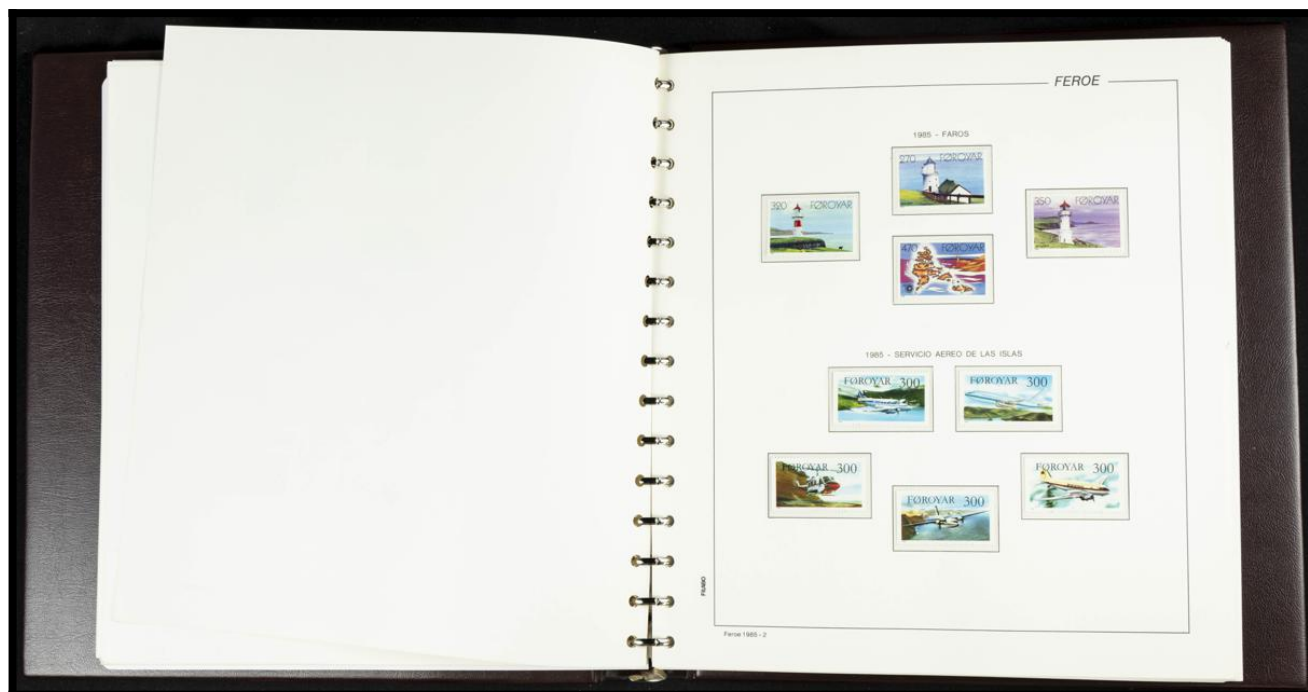 FEROE
1985 - FAROS
270 FØROYAR
320 FØROYAR
350 FØROYAR
470 FØROYAR
1985 - SERVICIO AEREO DE LAS ISLAS
FØROYAR 300
FØROYAR 300
FØROYAR 300
FØROYAR 300
FØROYAR 300
FILABO
Feroe 1985 - 2